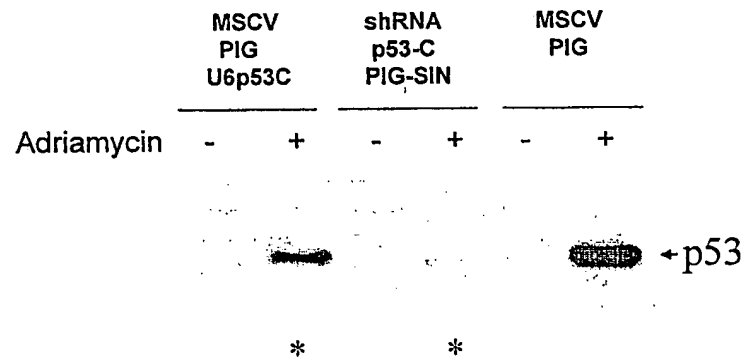 MSCV PIG U6p53C
shRNA p53-C PIG-SIN
MSCV PIG
Adriamycin - + - + - +
p53
* *